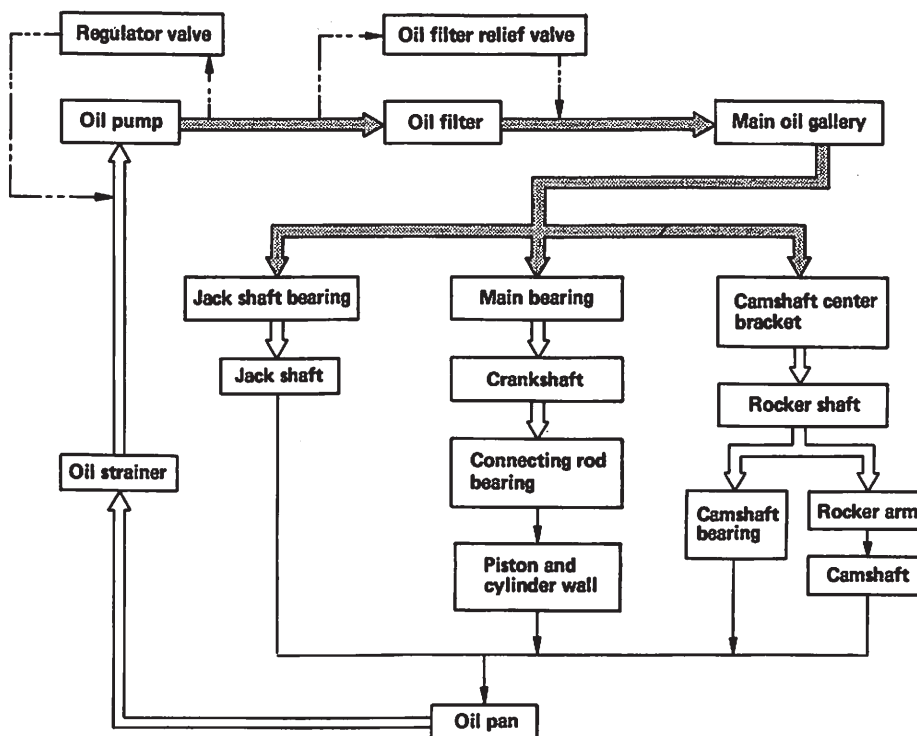 Regulator valve
Oil filter relief valve
Oil pump
Oil filter
Main oil gallery
Jack shaft bearing
Main bearing
Camshaft center
bracket
Jack shaft
Crankshaft
Rocker shaft
Oil strainer
Connecting rod
bearing
Camshaft
bearing
Rocker arm
Piston and
cylinder wall
Camshaft
Oil pan